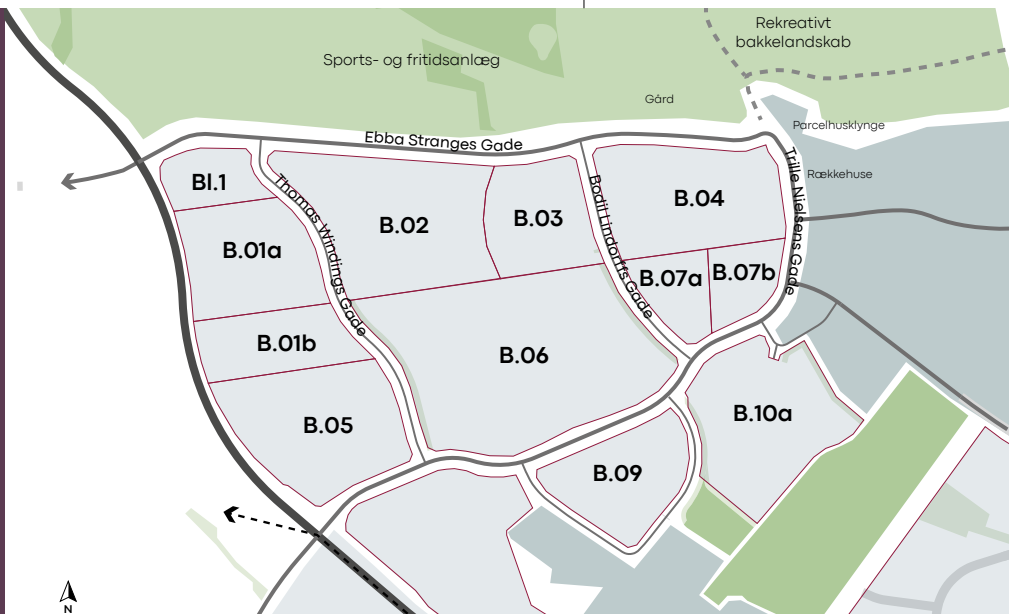 Rekreativt
bakkelandskab
Sports- og fritidsanlæg
Gård
Parcelhusklynge
Ebba Stranges Gade
Rækkehuse
Bl.1
Thomas Windings Gade
Bodil Lindorffs Gade
Trille Nielsens Gade
B.04
B.02
B.03
B.01a
B.07a
B.07b
B.01b
B.06
B.05
B.10a
B.09
N